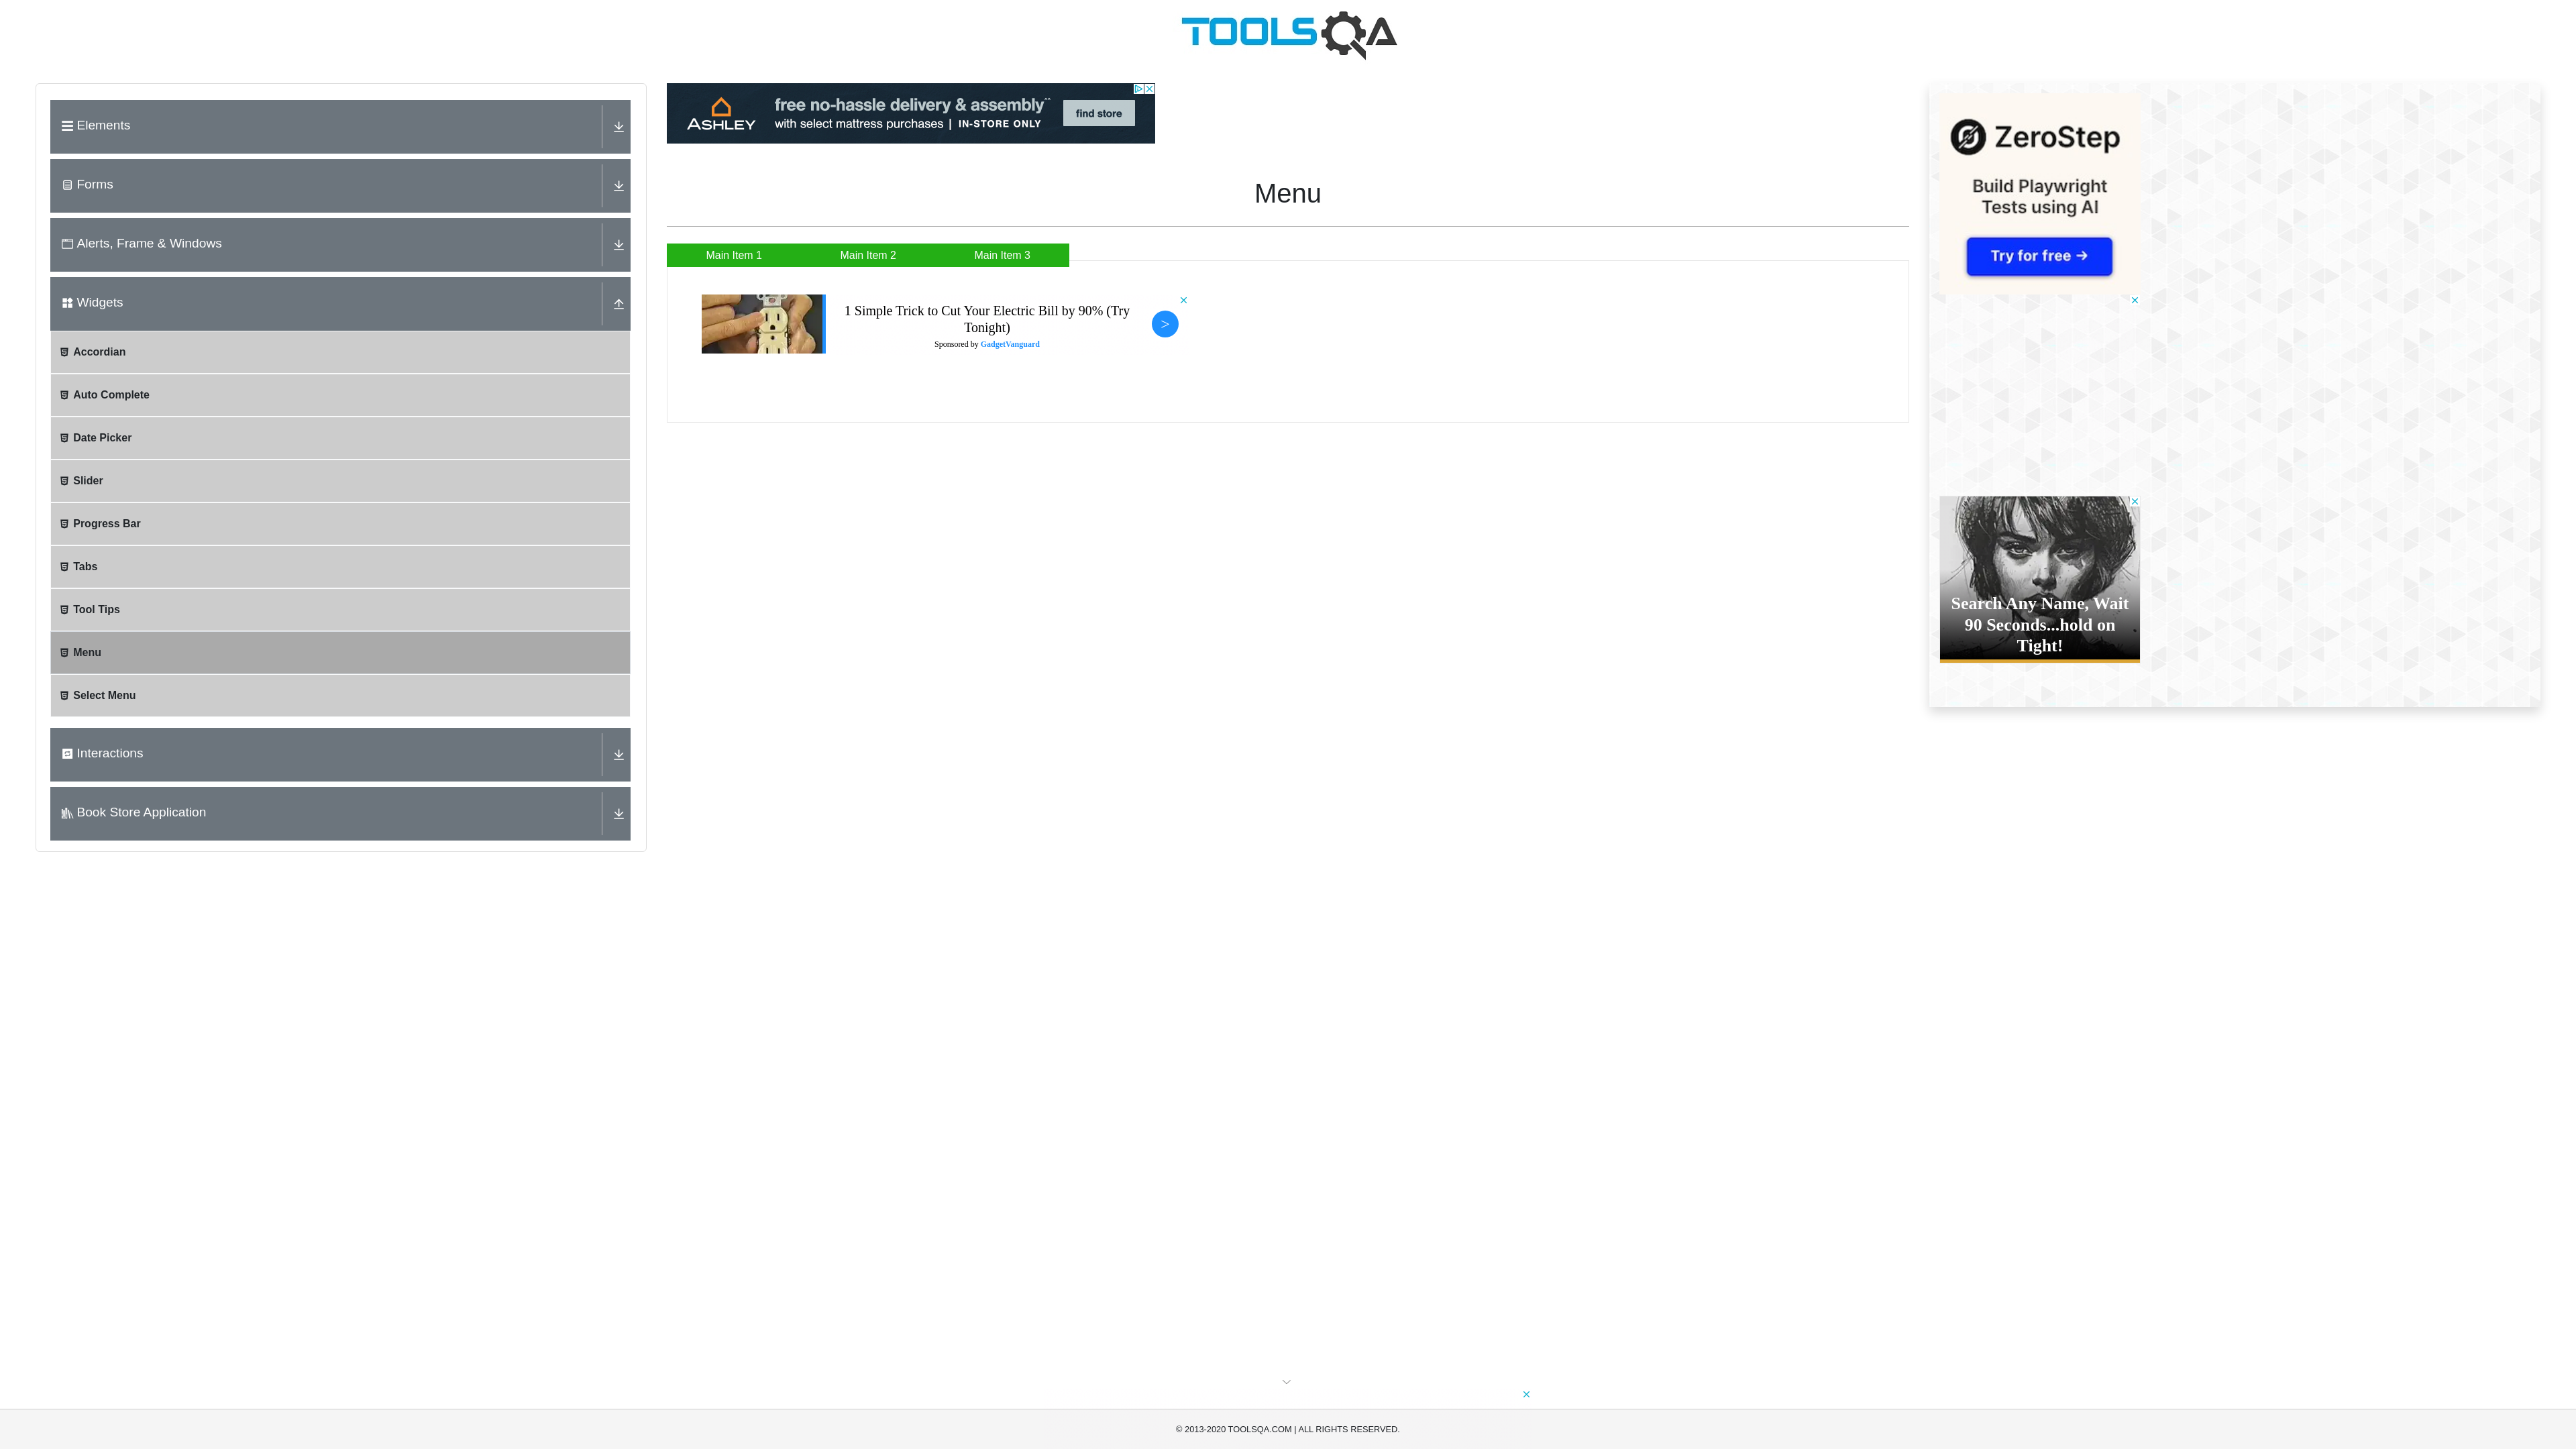 TOOLSQA
Elements
Forms
Alerts, Frame & Windows
Widgets
Accordian
Auto Complete
Date Picker
Slider
Progress Bar
Tabs
Tool Tips
Menu
Select Menu
Interactions
Book Store Application
ASHLEY
free no-hassle delivery & assembly^^
with select mattress purchases | IN-STORE ONLY
find store
Menu
Main Item 1 Main Item 2 Main Item 3
1 Simple Trick to Cut Your Electric Bill by 90% (Try
Tonight)
Sponsored by GadgetVanguard
>
ZeroStep
Build Playwright
Tests using AI
Try for free →
Search Any Name, Wait
90 Seconds...hold on
Tight!
© 2013-2020 TOOLSQA.COM | ALL RIGHTS RESERVED.